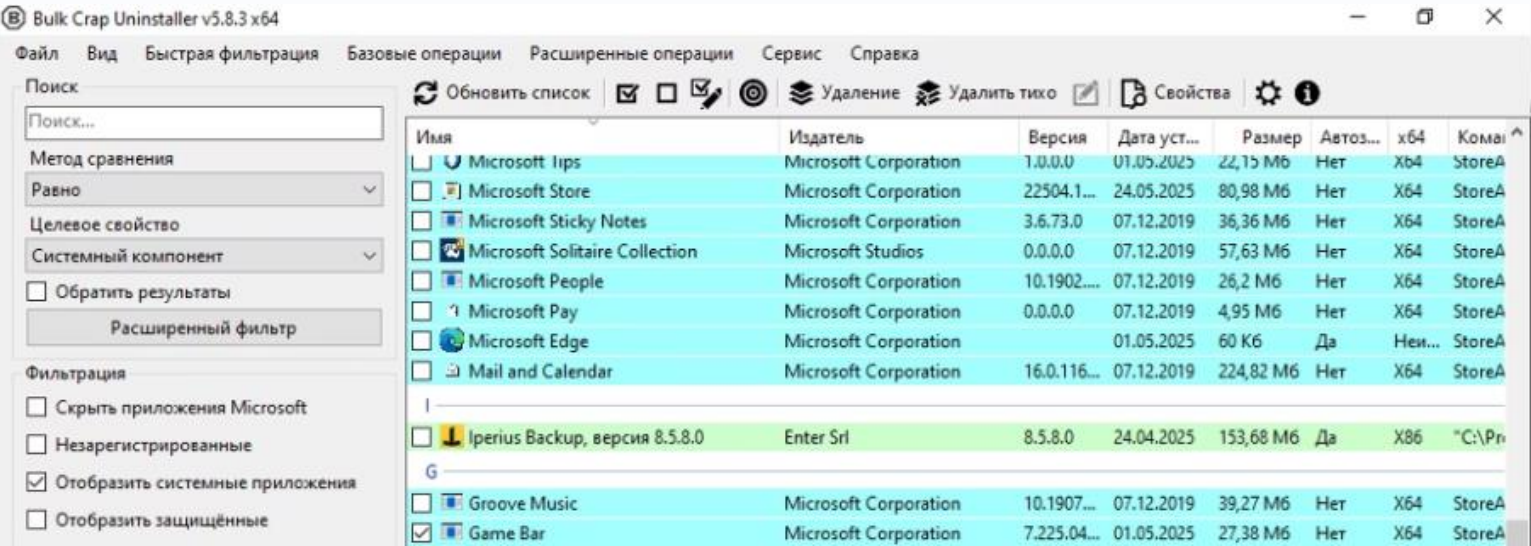 Bulk Crap Uninstaller v5.8.3 x64
Файл Вид Быстрая фильтрация Базовые операции Расширенные операции Сервис Справка
Поиск
Поиск...
Метод сравнения
Равно
Целевое свойство
Системный компонент
Обратить результаты
Расширенный фильтр
Фильтрация
Скрыть приложения Microsoft
Незарегистрированные
Отобразить системные приложения
Отобразить защищённые
Обновить список Удаление Удалить тихо Свойства
Имя Издатель Версия Дата уст... Размер Автоз... x64 Коман
Microsoft Tips Microsoft Corporation 1.0.0.0 01.05.2025 22,15 Мб Нет X64 StoreA
Microsoft Store Microsoft Corporation 22504.1... 24.05.2025 80,98 Мб Нет X64 StoreA
Microsoft Sticky Notes Microsoft Corporation 3.6.73.0 07.12.2019 36,36 Мб Нет X64 StoreA
Microsoft Solitaire Collection Microsoft Studios 0.0.0.0 07.12.2019 57,63 Мб Нет X64 StoreA
Microsoft People Microsoft Corporation 10.1902.... 07.12.2019 26,2 Мб Нет X64 StoreA
Microsoft Pay Microsoft Corporation 0.0.0.0 07.12.2019 4,95 Мб Нет X64 StoreA
Microsoft Edge Microsoft Corporation 01.05.2025 60 Кб Да Неи... StoreA
Mail and Calendar Microsoft Corporation 16.0.116... 07.12.2019 224,82 Мб Нет X64 StoreA
I
Iperius Backup, версия 8.5.8.0 Enter Srl 8.5.8.0 24.04.2025 153,68 Мб Да X86 "C:\Pr
G
Groove Music Microsoft Corporation 10.1907... 07.12.2019 39,27 Мб Нет X64 StoreA
Game Bar Microsoft Corporation 7.225.04... 01.05.2025 27,38 Мб Нет X64 StoreA